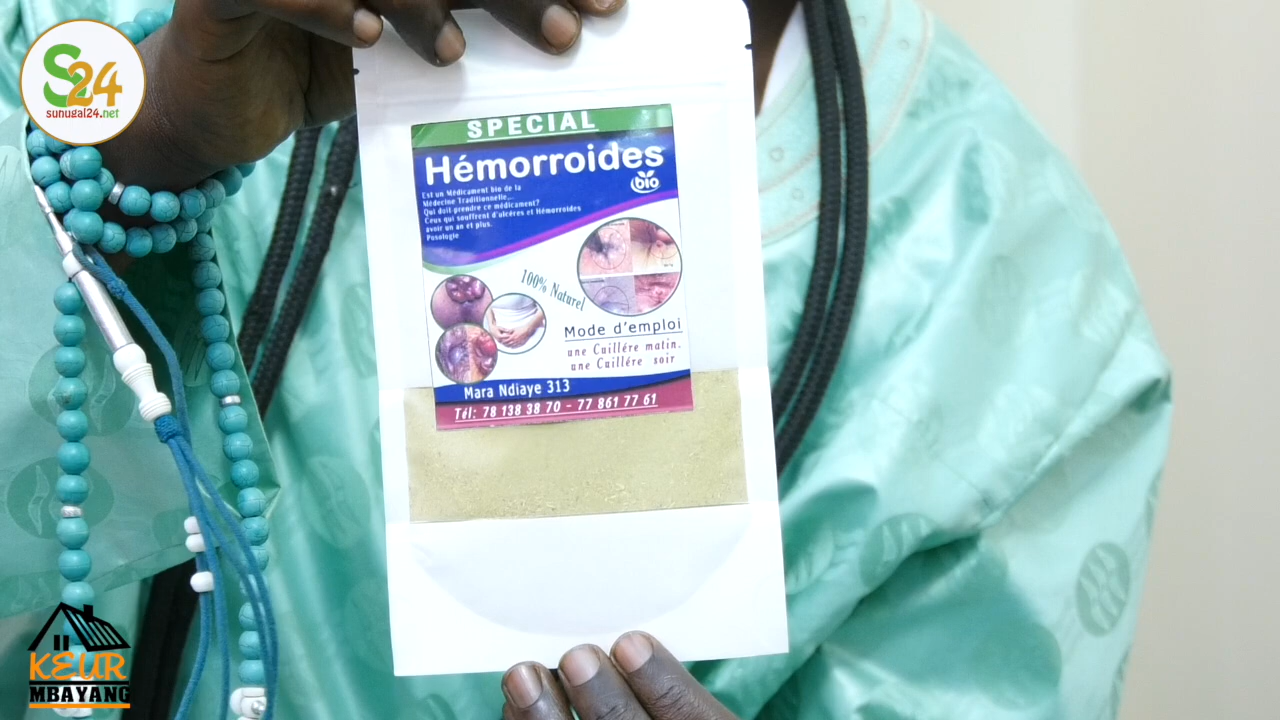 S24
sunugal24.net
SPECIAL
Hémorroides
bio
Est un Médicament bio de la
Médecine Traditionnelle...
Qui doit prendre ce médicament?
Ceux qui souffrent d'ulcéres et Hémorroides
avoir un an et plus.
Posologie
100% Naturel
Mode d'emploi
une Cuillére matin.
une Cuillére soir
Mara Ndiaye 313
Tél: 78 138 38 70 - 77 861 77 61
KEUR
MBAYANG